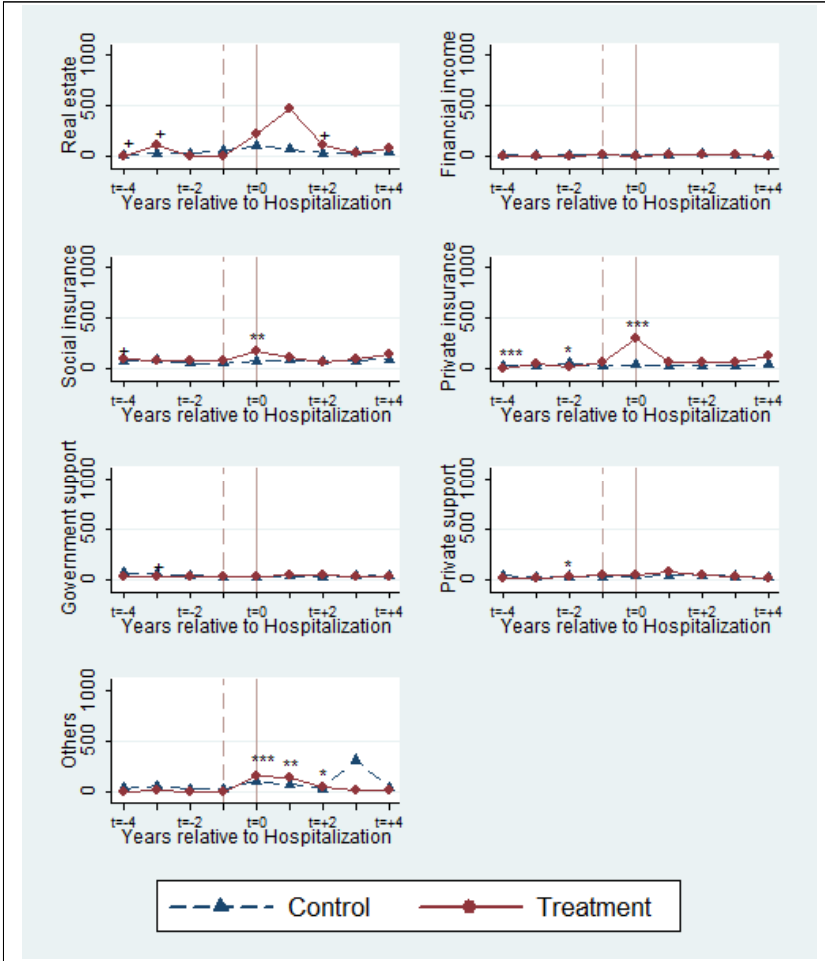 Real estate
0 500 1000
+ + +
t=-4 t=-2 t=0 t=+2 t=+4
Years relative to Hospitalization
Financial income
0 500 1000
t=-4 t=-2 t=0 t=+2 t=+4
Years relative to Hospitalization
Social insurance
0 500 1000
+ **
t=-4 t=-2 t=0 t=+2 t=+4
Years relative to Hospitalization
Private insurance
0 500 1000
*** * ***
t=-4 t=-2 t=0 t=+2 t=+4
Years relative to Hospitalization
Government support
0 500 1000
+
t=-4 t=-2 t=0 t=+2 t=+4
Years relative to Hospitalization
Private support
0 500 1000
*
t=-4 t=-2 t=0 t=+2 t=+4
Years relative to Hospitalization
Others
0 500 1000
*** ** *
t=-4 t=-2 t=0 t=+2 t=+4
Years relative to Hospitalization
Control Treatment